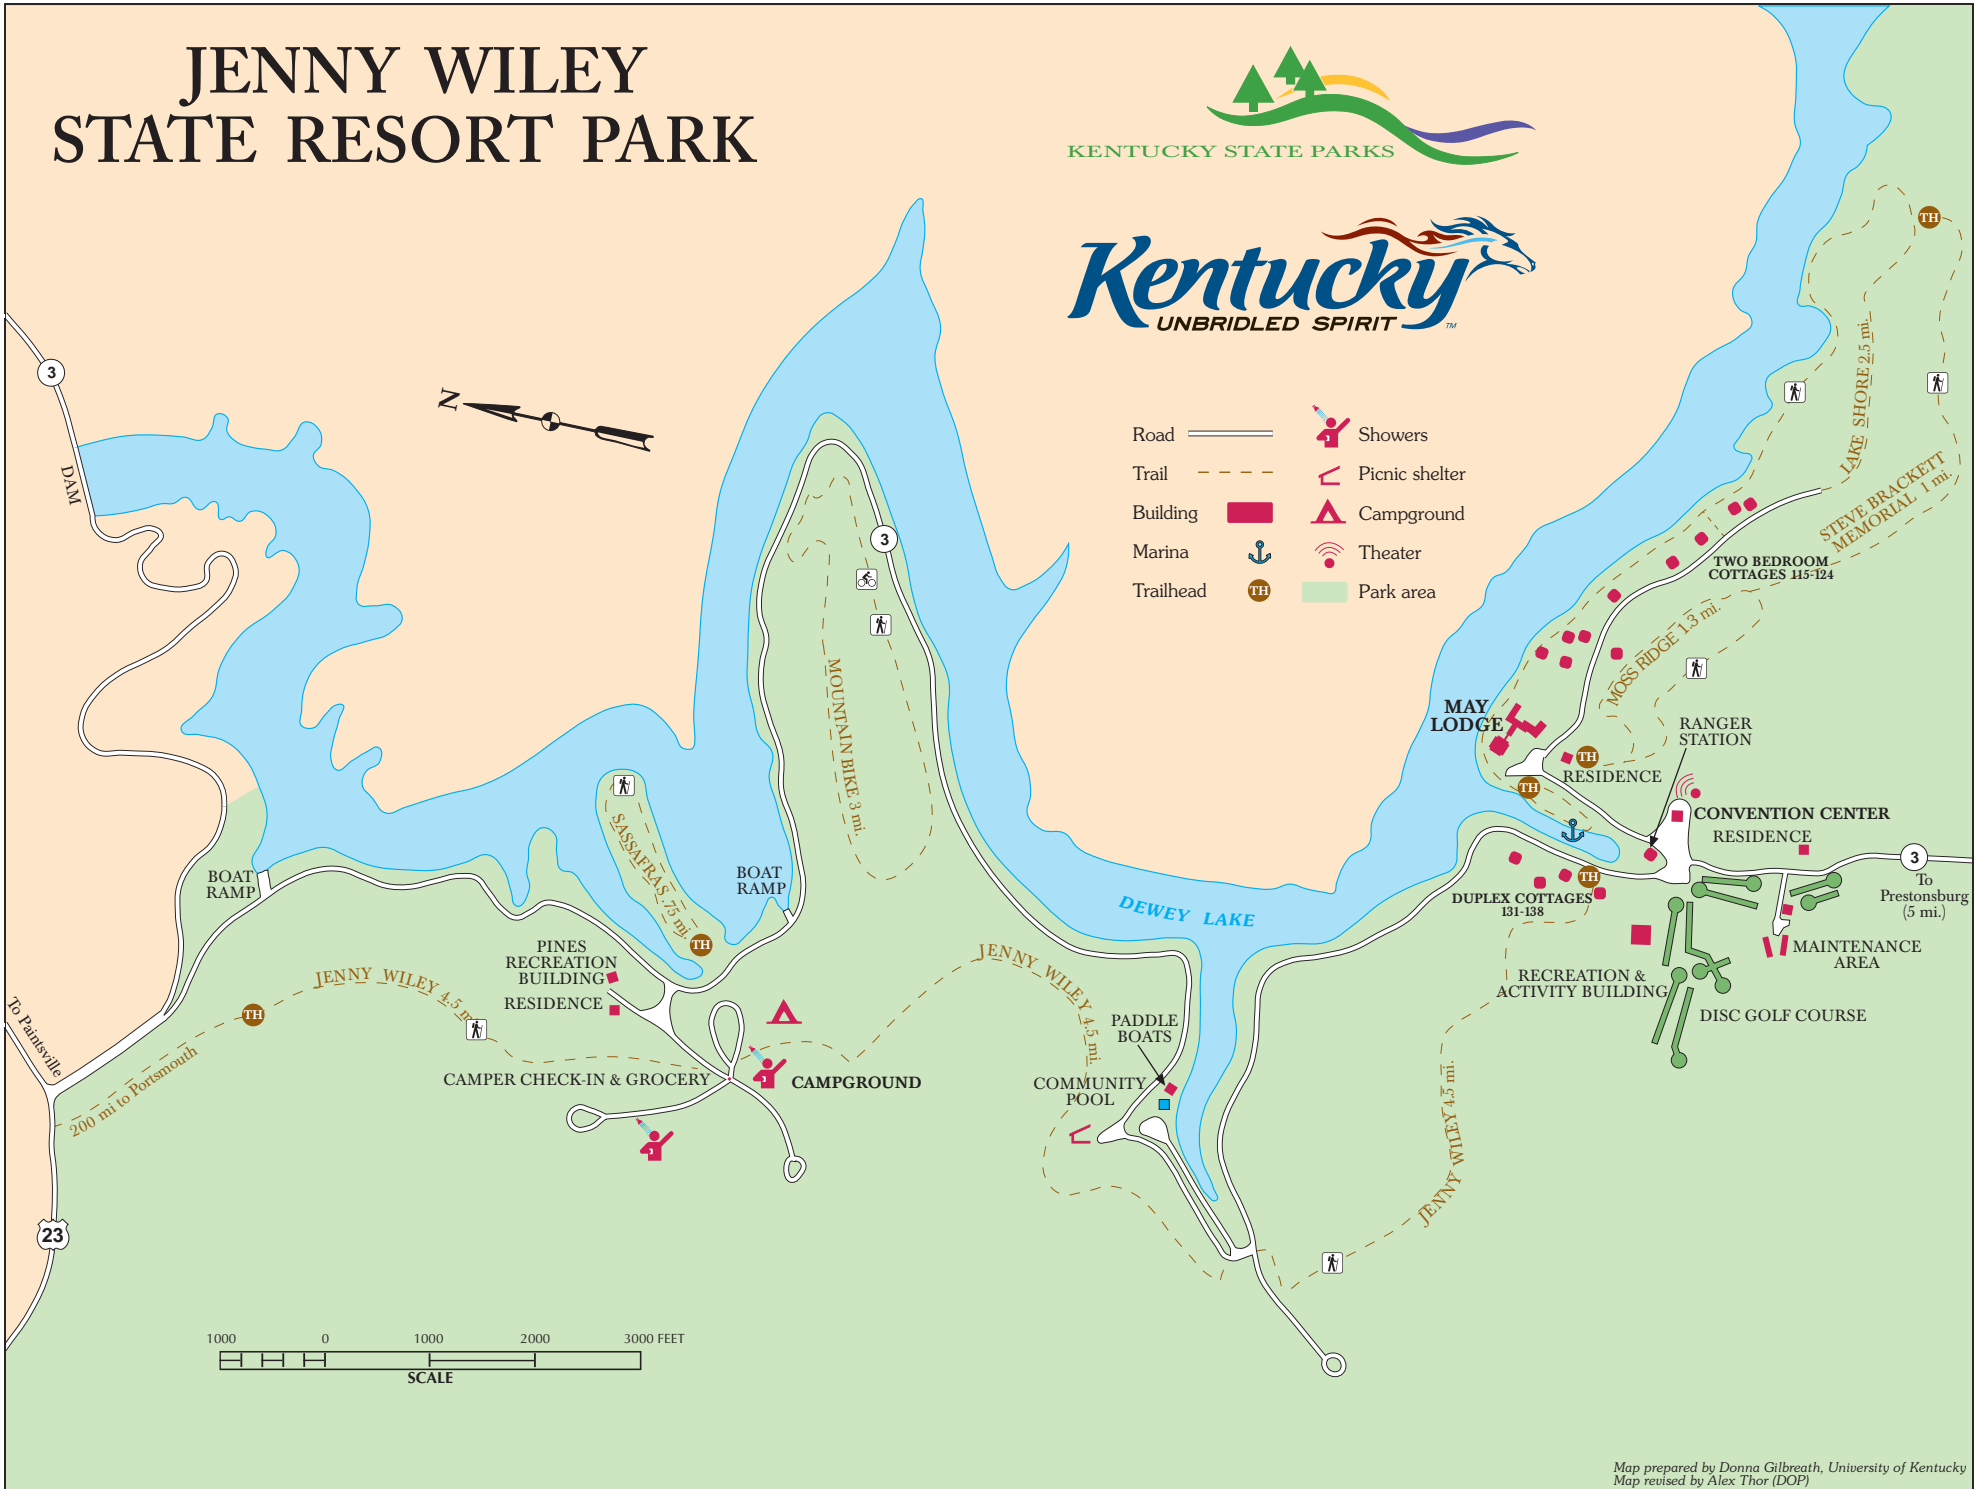 JENNY WILEY
STATE RESORT PARK
KENTUCKY STATE PARKS
Kentucky
UNBRIDLED SPIRIT
TM
N
Road
Trail
Building
Marina
Trailhead
TH
Showers
Picnic shelter
Campground
Theater
Park area
3
DAM
3
TH
LAKE SHORE 2.5 mi.
STEVE BRACKETT
MEMORIAL 1 mi.
TWO BEDROOM
COTTAGES 115-124
MOSS RIDGE 1.3 mi.
MAY
LODGE
RANGER
STATION
TH
RESIDENCE
TH
CONVENTION CENTER
RESIDENCE
3
To
Prestonsburg
(5 mi.)
TH
DUPLEX COTTAGES
131-138
MAINTENANCE
AREA
RECREATION &
ACTIVITY BUILDING
DISC GOLF COURSE
MOUNTAIN BIKE 3 mi.
SASSAFRAS .75 mi.
TH
BOAT
RAMP
BOAT
RAMP
DEWEY LAKE
PINES
RECREATION
BUILDING
RESIDENCE
JENNY WILEY 4.5 mi.
TH
JENNY WILEY 4.5 mi.
PADDLE
BOATS
COMMUNITY
POOL
CAMPER CHECK-IN & GROCERY
CAMPGROUND
JENNY WILEY 4.5 mi.
To Paintsville
200 mi to Portsmouth
23
1000 0 1000 2000 3000 FEET
SCALE
Map prepared by Donna Gilbreath, University of Kentucky
Map revised by Alex Thor (DOP)